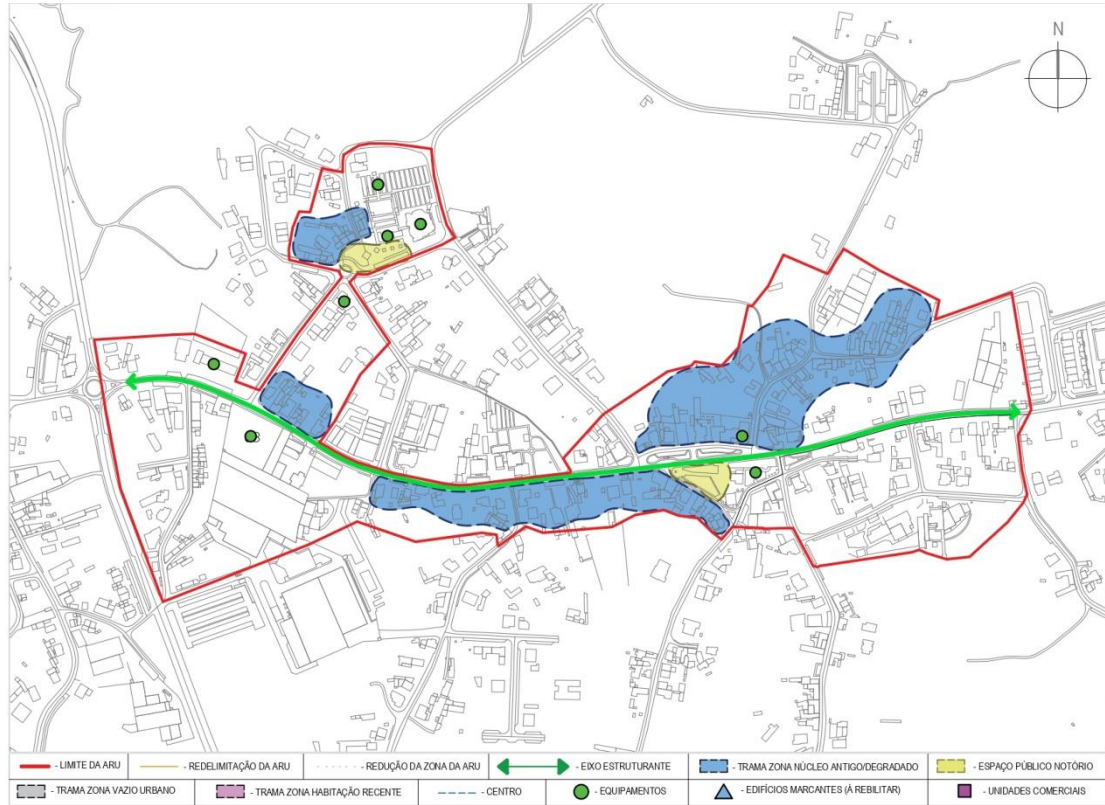 N
- LIMITE DA ARU - REDELIMITAÇÃO DA ARU - REDUÇÃO DA ZONA DA ARU - EIXO ESTRUTURANTE - TRAMA ZONA NÚCLEO ANTIGO/DEGRADADO - ESPAÇO PÚBLICO NOTÓRIO
- TRAMA ZONA VAZIO URBANO - TRAMA ZONA HABITAÇÃO RECENTE - CENTRO - EQUIPAMENTOS - EDIFÍCIOS MARCANTES (À REBILITAR) - UNIDADES COMERCIAIS